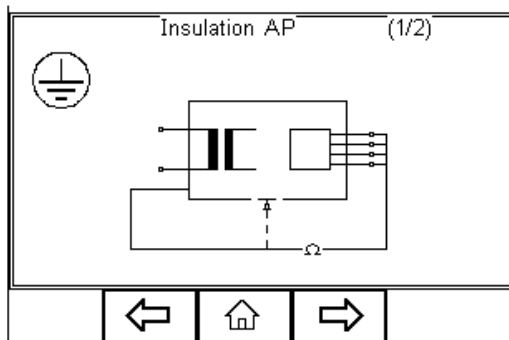 Insulation AP (1/2)
Ω